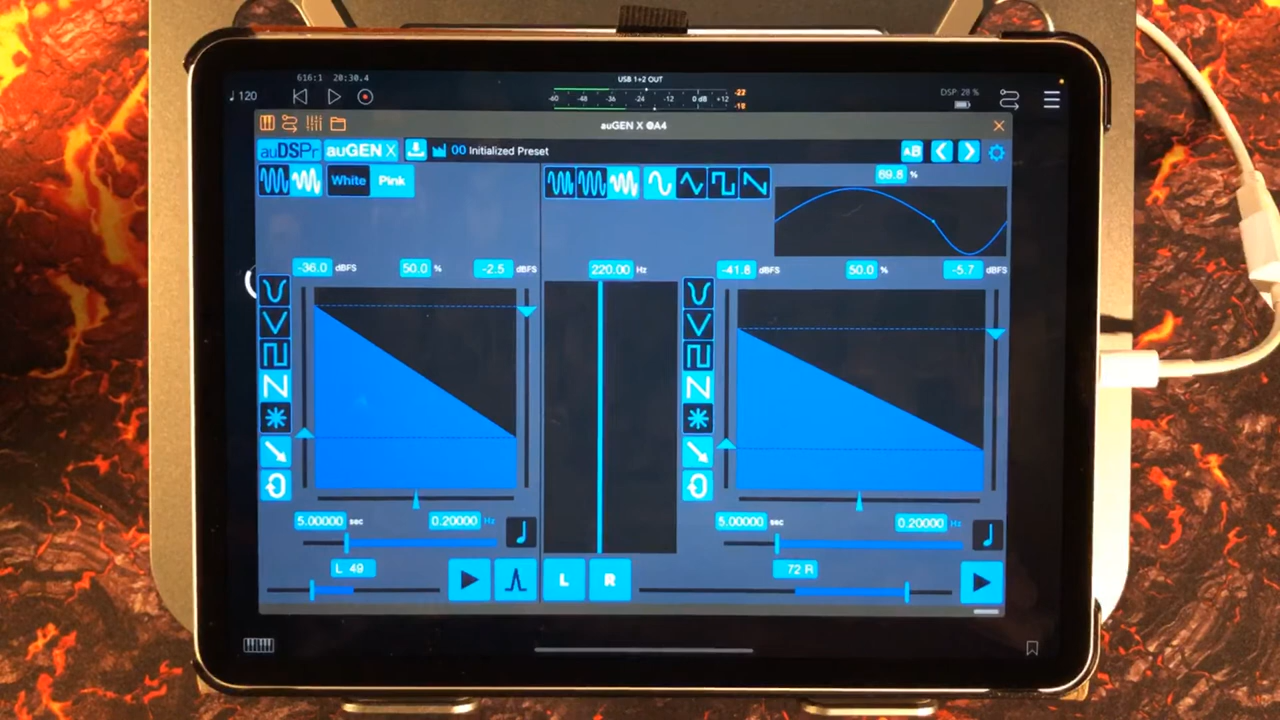 616:1 20:30.4
♩120
USB 1+2 OUT
-60 -48 -36 -24 -12 0 dB +12
-22
-18
DSP: 20 %
auGEN X @A4
auDSPr auGEN X 00 Initialized Preset AB
White Pink
69.8 %
-36.0 dBFS 50.0 % -2.5 dBFS
220.00 Hz
-41.8 dBFS 50.0 % -5.7 dBFS
5.00000 sec 0.20000 Hz
5.00000 sec 0.20000 Hz
L 49
L R
72 R